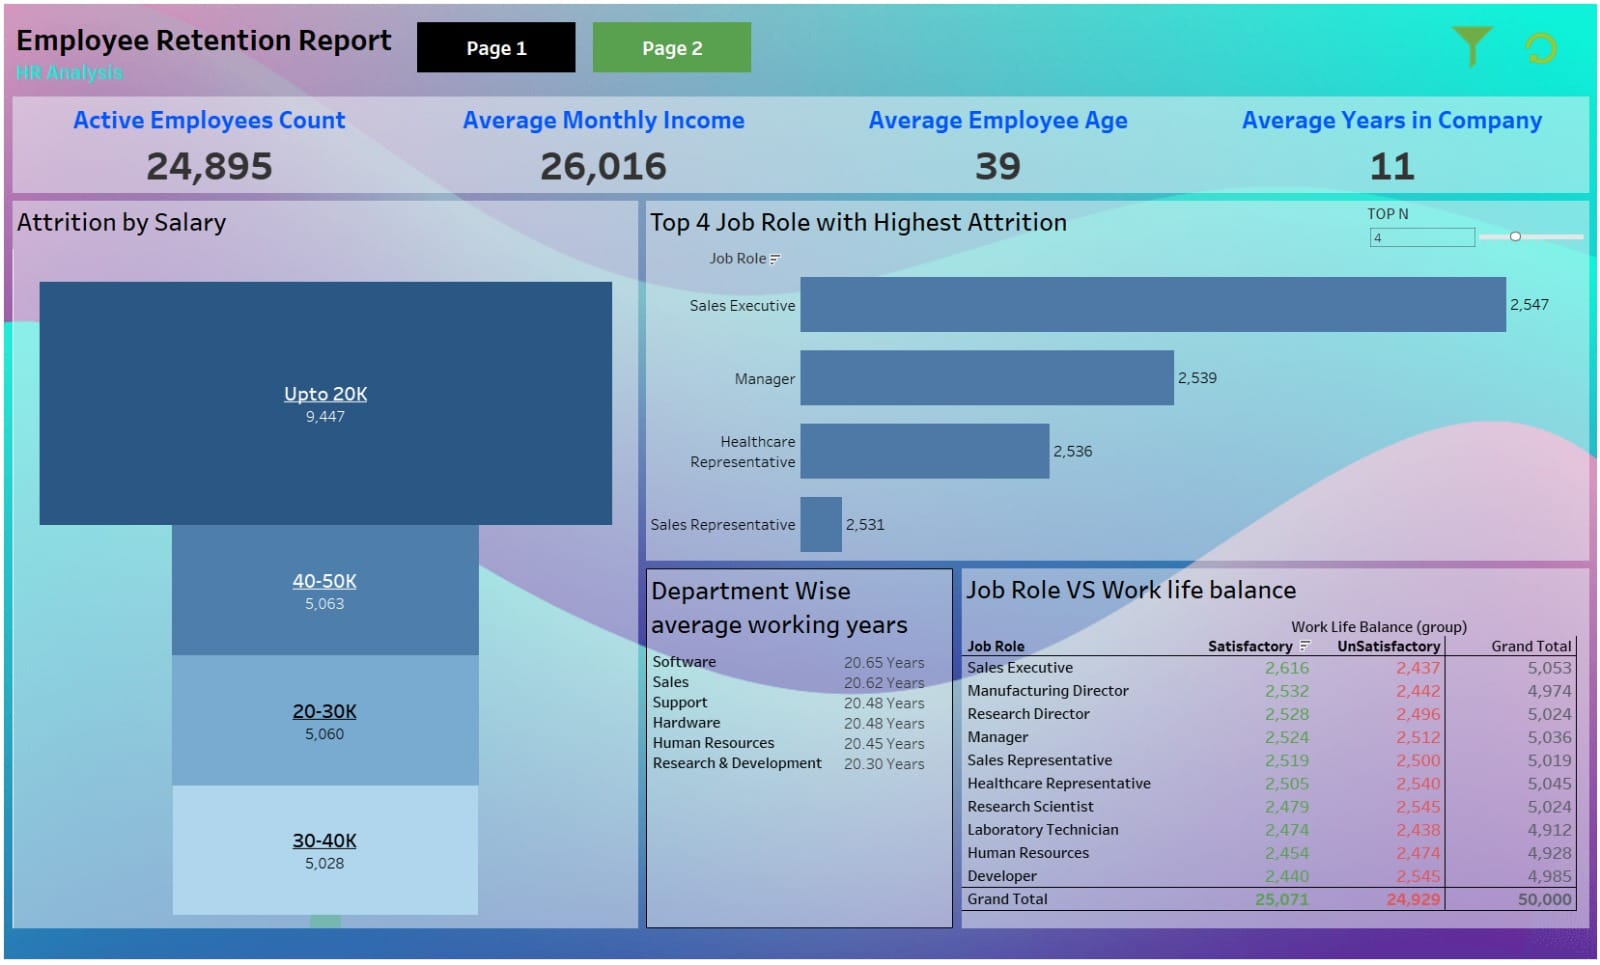 Employee Retention Report
HR Analysis
Page 1
Page 2
Active Employees Count
24,895
Average Monthly Income
26,016
Average Employee Age
39
Average Years in Company
11
Attrition by Salary
Upto 20K
9,447
40-50K
5,063
20-30K
5,060
30-40K
5,028
Top 4 Job Role with Highest Attrition
TOP N
4
Job Role
Sales Executive 2,547
Manager 2,539
Healthcare
Representative 2,536
Sales Representative 2,531
Department Wise
average working years
Software 20.65 Years
Sales 20.62 Years
Support 20.48 Years
Hardware 20.48 Years
Human Resources 20.45 Years
Research & Development 20.30 Years
Job Role VS Work life balance
Work Life Balance (group)
Job Role Satisfactory UnSatisfactory Grand Total
Sales Executive 2,616 2,437 5,053
Manufacturing Director 2,532 2,442 4,974
Research Director 2,528 2,496 5,024
Manager 2,524 2,512 5,036
Sales Representative 2,519 2,500 5,019
Healthcare Representative 2,505 2,540 5,045
Research Scientist 2,479 2,545 5,024
Laboratory Technician 2,474 2,438 4,912
Human Resources 2,454 2,474 4,928
Developer 2,440 2,545 4,985
Grand Total 25,071 24,929 50,000